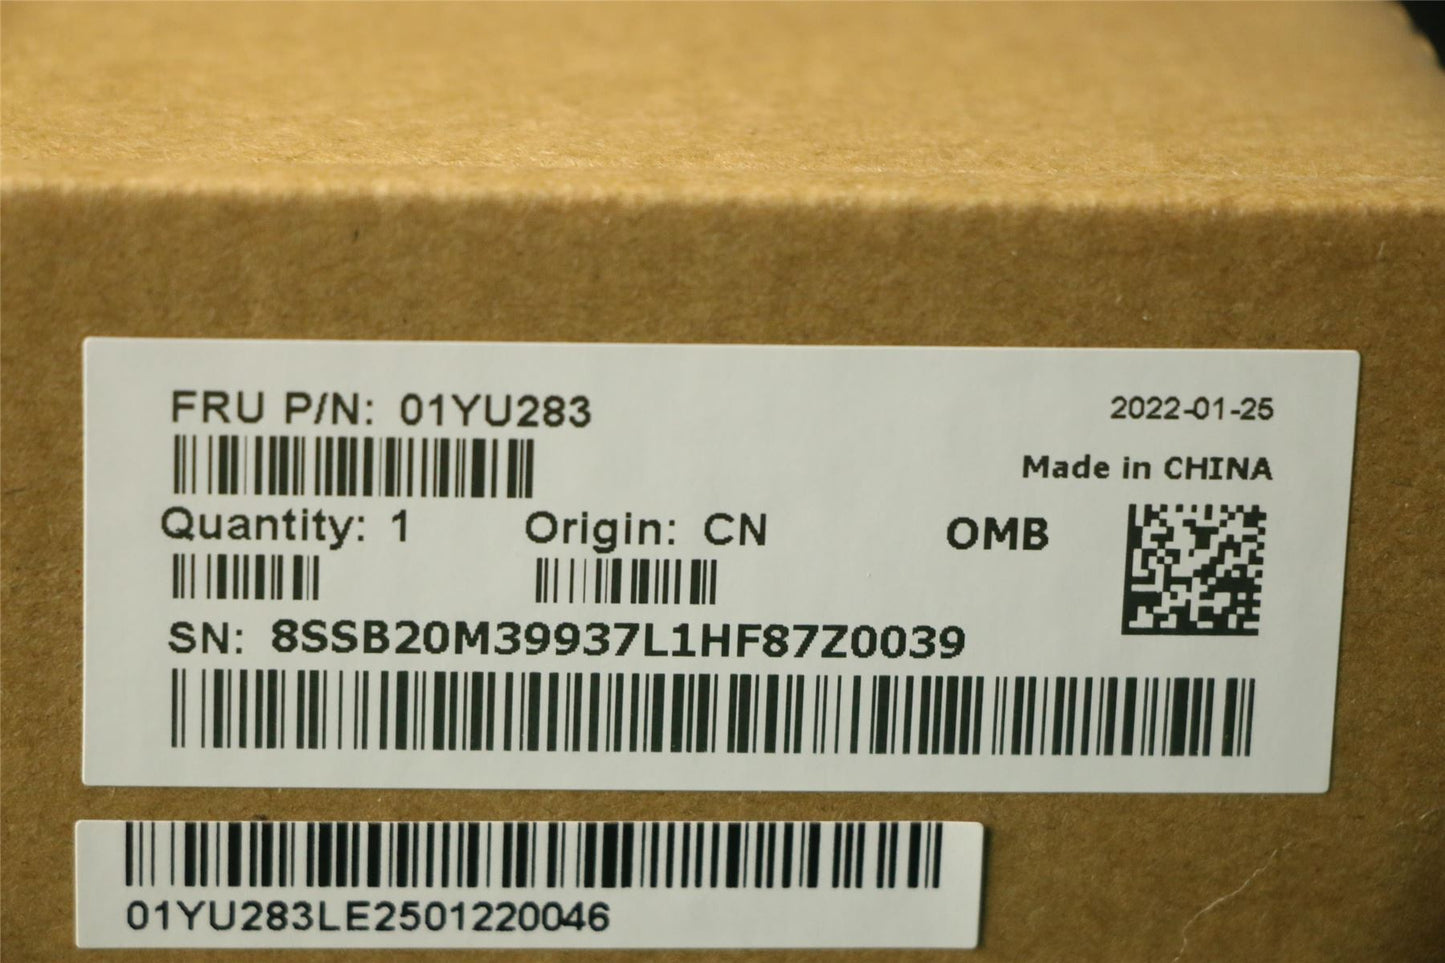 FRU P/N: 01YU283
2022-01-25
Made in CHINA
Quantity: 1
Origin: CN
OMB
SN: 8SSB20M39937L1HF87Z0039
01YU283LE2501220046